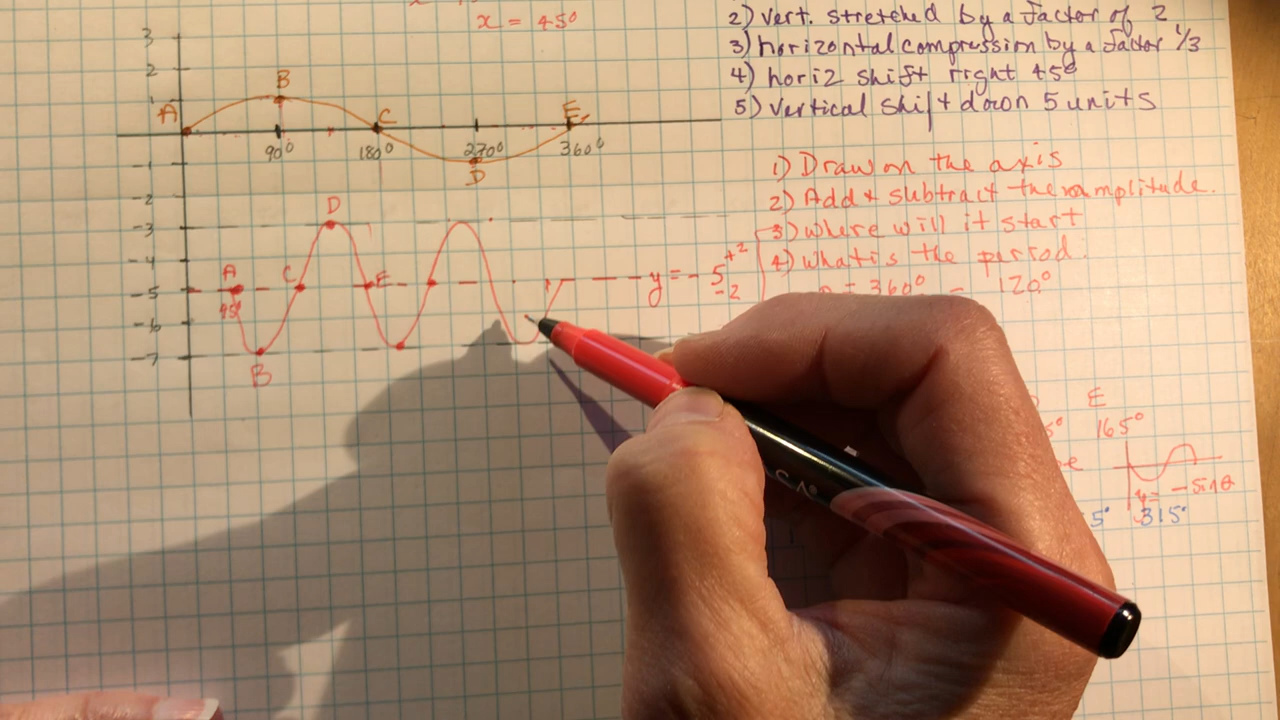 x = 45°
2) vert. stretched by a factor of 2
3) horizontal compression by a factor 1/3
4) horiz shift right 45°
5) vertical shift down 5 units
3
2
1
A
B
C
D
E
90°
180°
270°
360°
-1
-2
-3
-4
-5
-6
-7
1) Draw on the axis
2) Add & subtract the amplitude.
3) where will it start
4) what is the period.
= 360° = 120°
D
A
C
E
45°
B
y = -5 +2 -2
E
165°
y = -sin θ
5° 315°